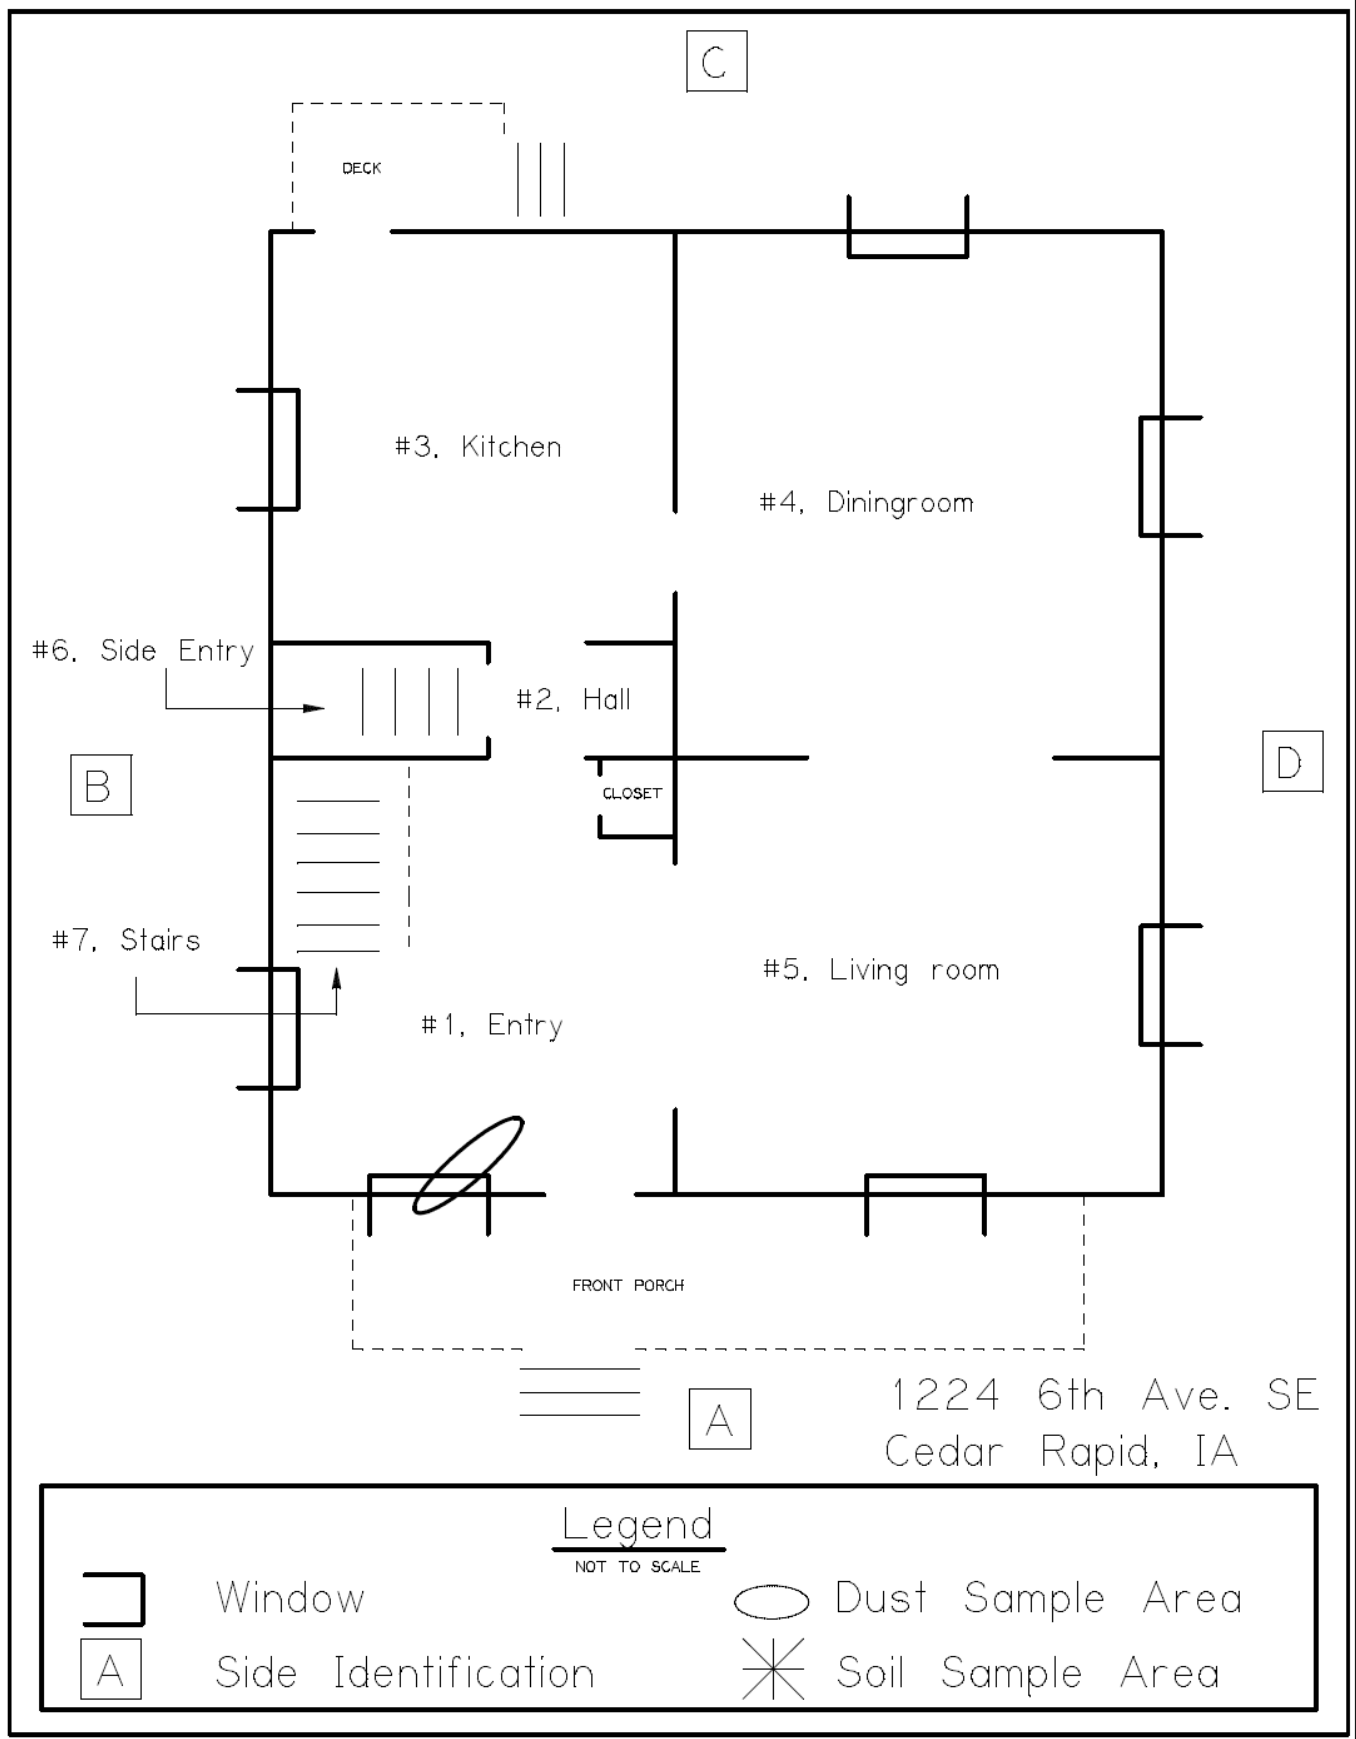 C
DECK
#3. Kitchen
#4, Diningroom
#6. Side Entry
#2, Hall
B
D
CLOSET
#7. Stairs
#5. Living room
#1, Entry
FRONT PORCH
A
1224 6th Ave. SE
Cedar Rapid, IA
Legend
NOT TO SCALE
Window
Dust Sample Area
A
Side Identification
Soil Sample Area